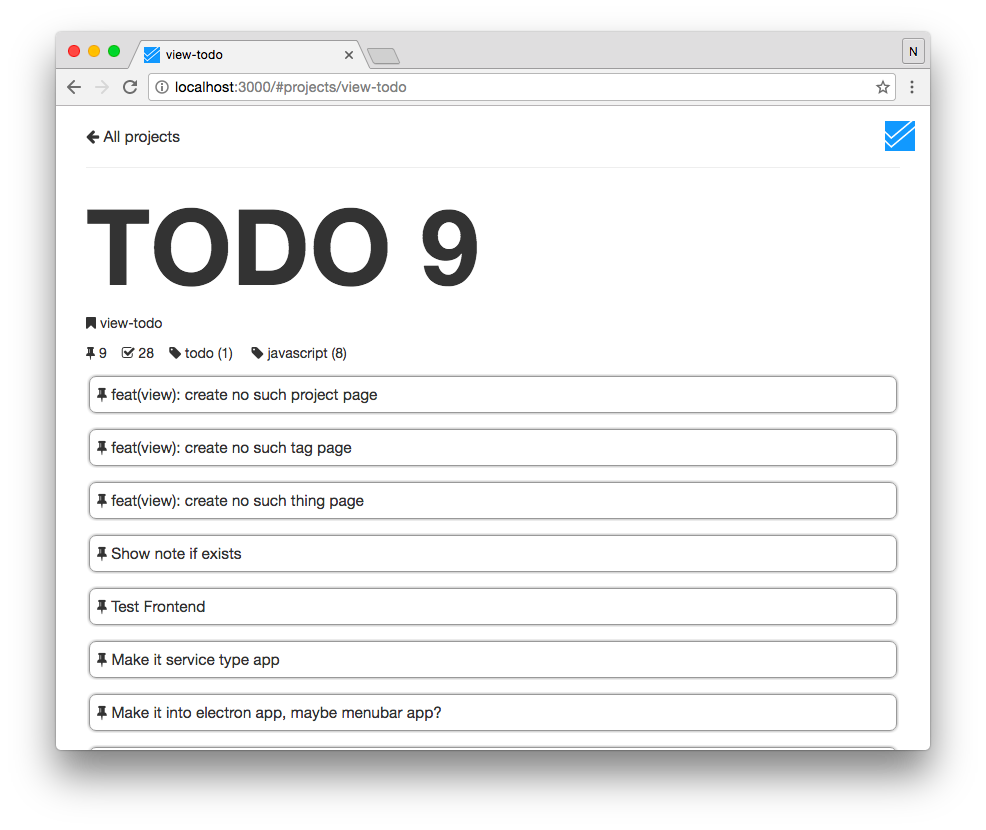 view-todo
N
localhost:3000/#projects/view-todo
All projects
TODO 9
view-todo
9 28 todo (1) javascript (8)
feat(view): create no such project page
feat(view): create no such tag page
feat(view): create no such thing page
Show note if exists
Test Frontend
Make it service type app
Make it into electron app, maybe menubar app?